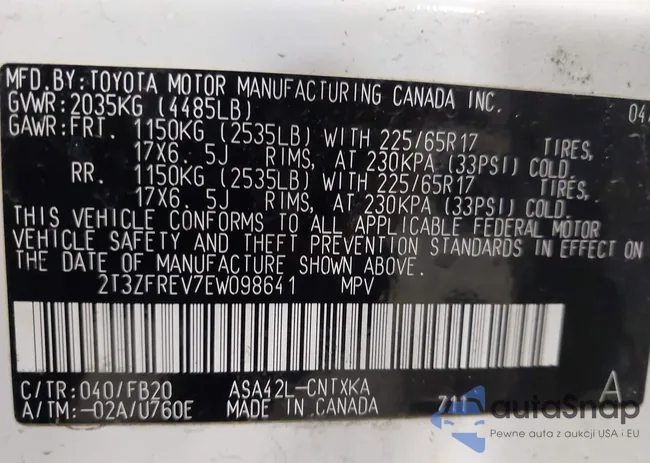 MFD.BY:TOYOTA MOTOR MANUFACTURING CANADA INC. 04/
GVWR:2035KG (4485LB)
GAWR:FRT. 1150KG (2535LB) WITH 225/65R17 TIRES,
17X6. 5J RIMS, AT 230KPA (33PSI) COLD.
RR. 1150KG (2535LB) WITH 225/65R17 TIRES,
17X6. 5J RIMS, AT 230KPA (33PSI) COLD.
THIS VEHICLE CONFORMS TO ALL APPLICABLE FEDERAL MOTOR
VEHICLE SAFETY AND THEFT PREVENTION STANDARDS IN EFFECT ON
THE DATE OF MANUFACTURE SHOWN ABOVE.
2T3ZFREV7EW098641 MPV
C/TR:040/FB20 ASA42L-CNTXKA A
A/TM:-02A/U760E MADE IN CANADA
autoSnap
Pewne auta z aukcji USA i EU